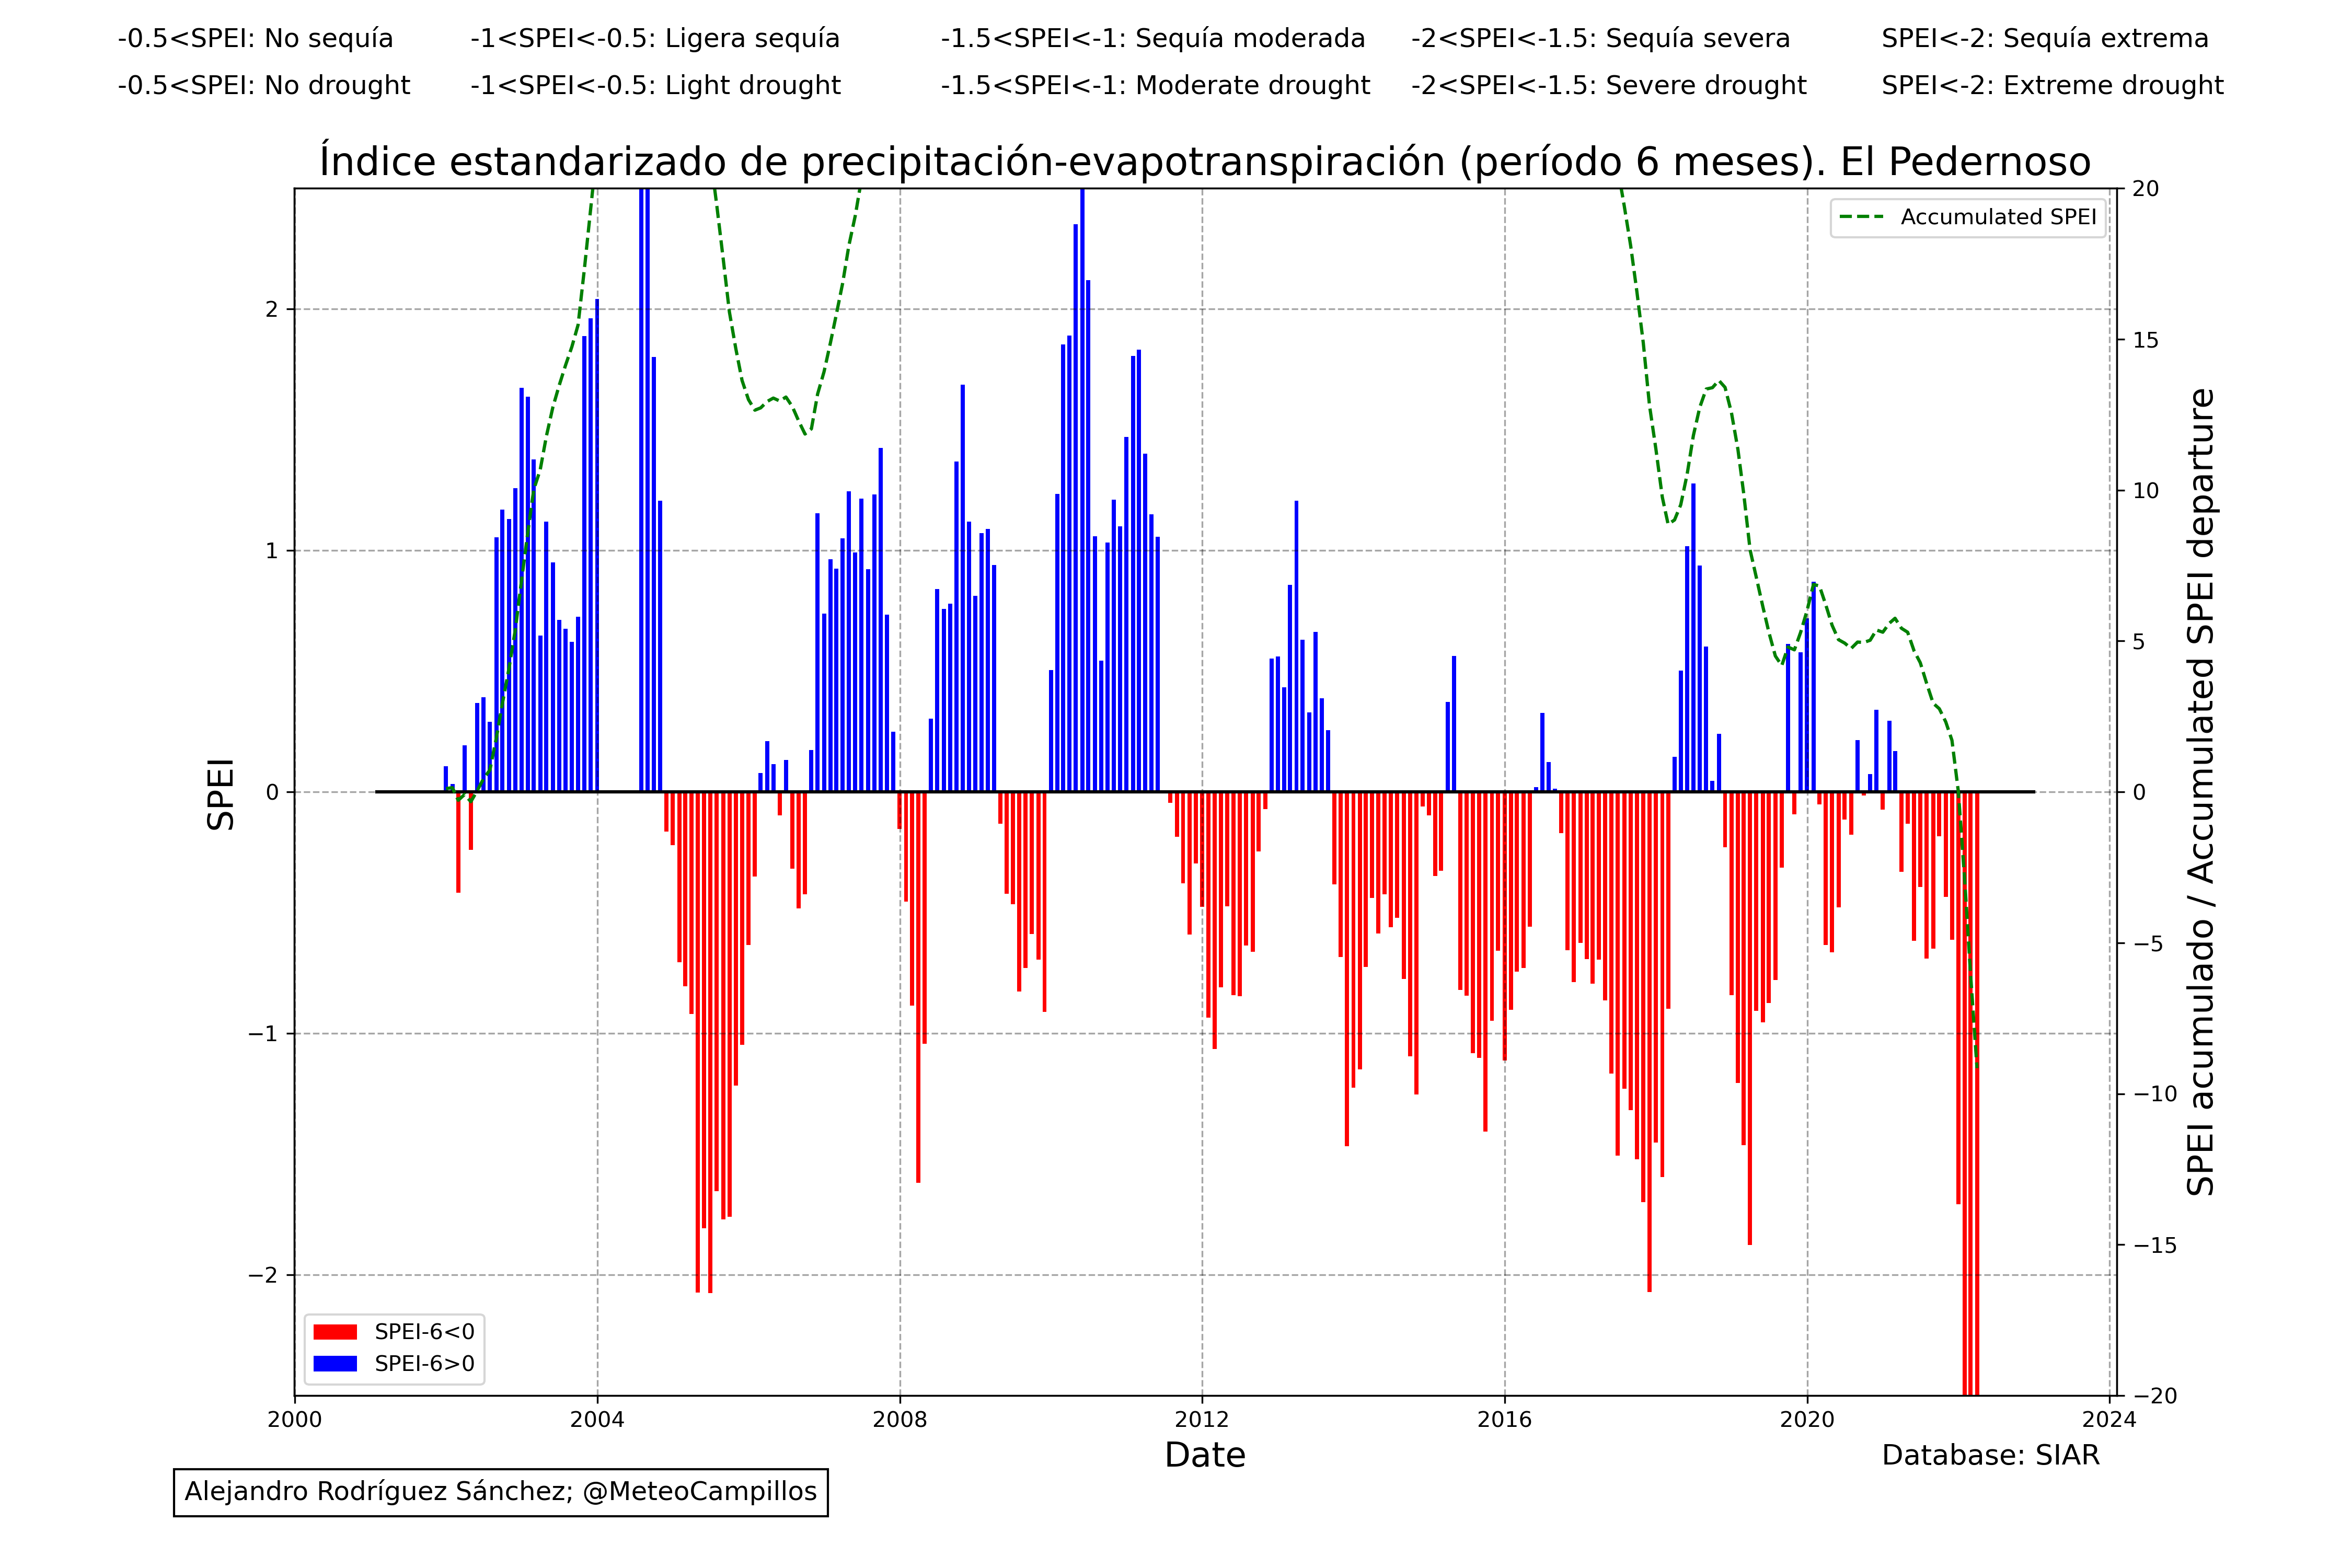 -0.5<SPEI: No sequía -1<SPEI<-0.5: Ligera sequía -1.5<SPEI<-1: Sequía moderada -2<SPEI<-1.5: Sequía severa SPEI<-2: Sequía extrema
-0.5<SPEI: No drought -1<SPEI<-0.5: Light drought -1.5<SPEI<-1: Moderate drought -2<SPEI<-1.5: Severe drought SPEI<-2: Extreme drought
Índice estandarizado de precipitación-evapotranspiración (período 6 meses). El Pedernoso
Accumulated SPEI
SPEI
2
1
0
−1
−2
20
15
10
5
0
−5
−10
−15
−20
SPEI acumulado / Accumulated SPEI departure
SPEI-6<0
SPEI-6>0
2000 2004 2008 2012 2016 2020 2024
Date
Database: SIAR
Alejandro Rodríguez Sánchez; @MeteoCampillos